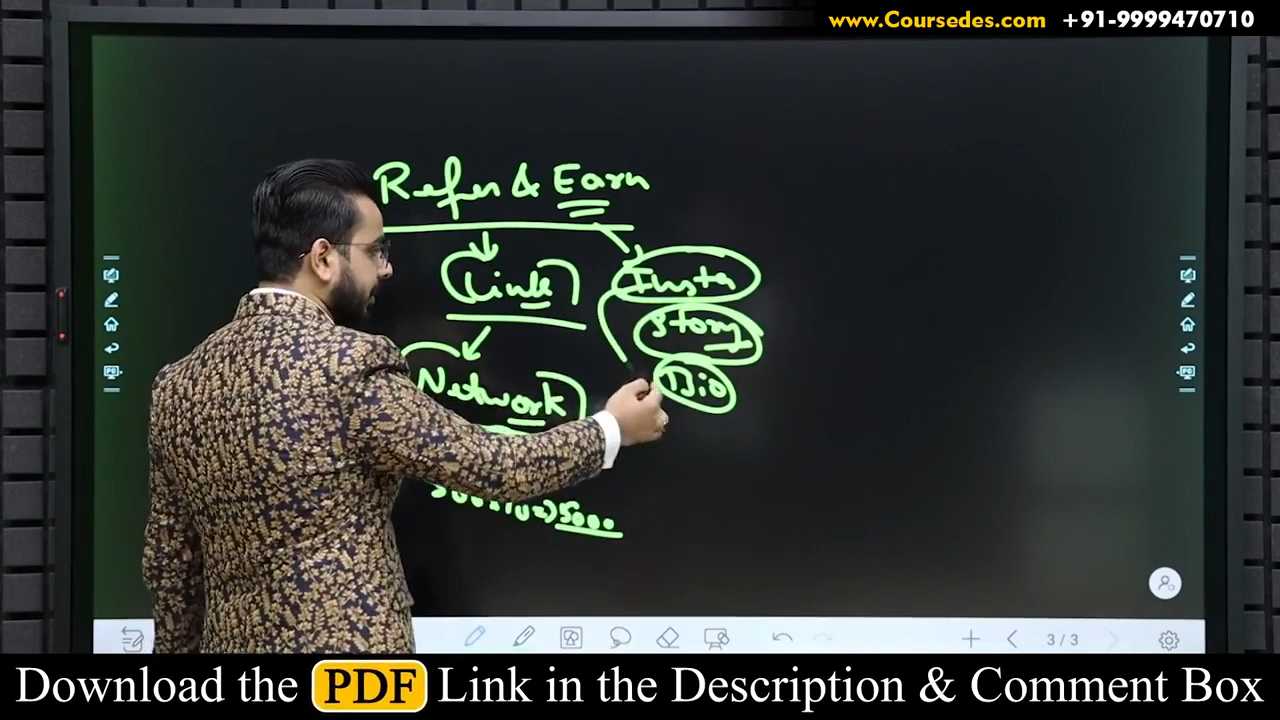 www.Coursedes.com +91-9999470710
Refer & Earn
Link
Insta
Story
Bio
Network
500x10=)5000
3/3
Download the PDF Link in the Description & Comment Box